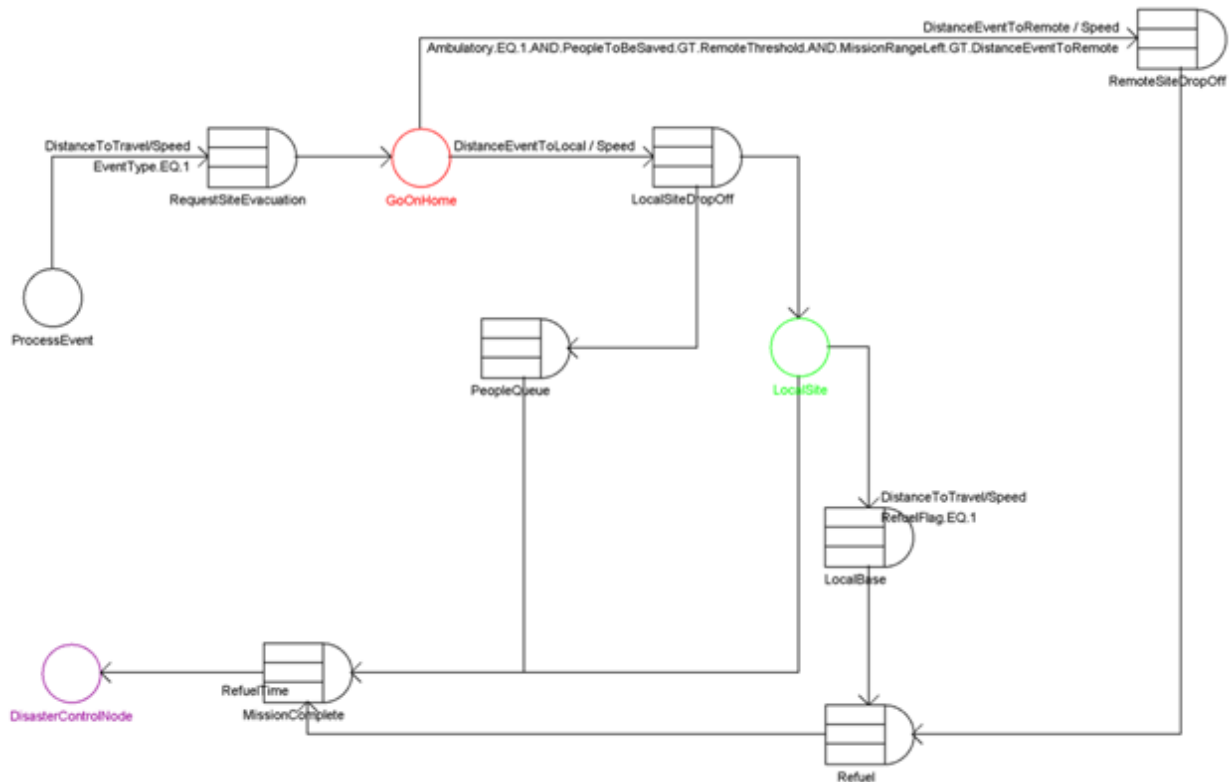 DistanceEventToRemote / Speed
Ambulatory.EQ.1.AND.PeopleToBeSaved.GT.RemoteThreshold.AND.MissionRangeLeft.GT.DistanceEventToRemote
RemoteSiteDropOff
DistanceToTravel/Speed
EventType.EQ.1
RequestSiteEvacuation
GoOnHome
DistanceEventToLocal / Speed
LocalSiteDropOff
ProcessEvent
PeopleQueue
LocalSite
DistanceToTravel/Speed
RefuelFlag.EQ.1
LocalBase
DisasterControlNode
RefuelTime
MissionComplete
Refuel